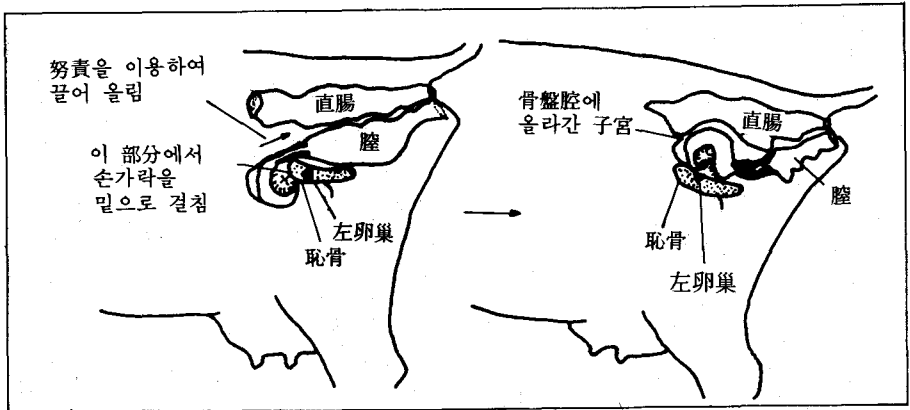 努責을 이용하여
끌어 올림
直腸
膣
이 部分에서
손가락을
밑으로 걸침
左卵巢
恥骨
骨盤腔에
올라간 子宮
直腸
膣
恥骨
左卵巢